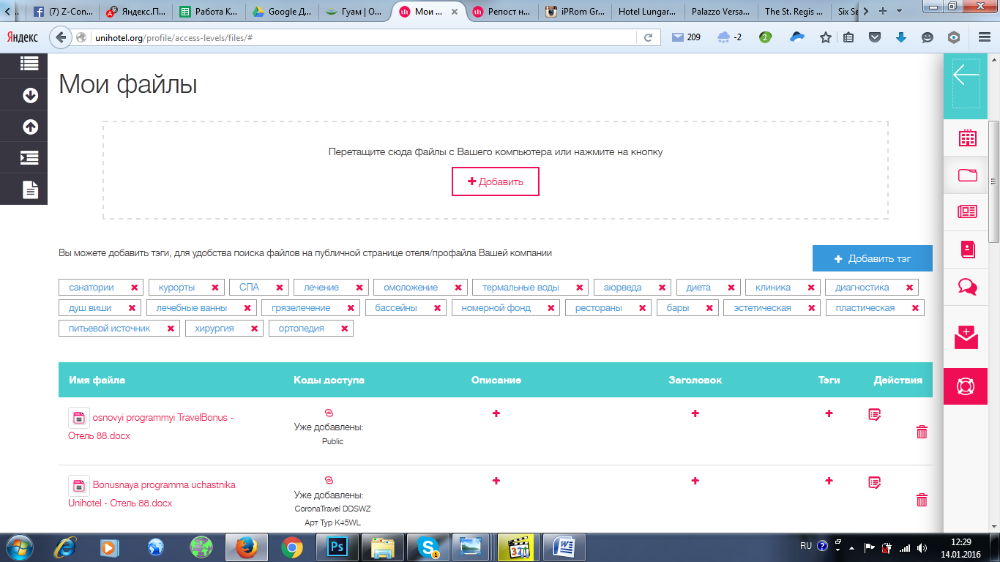 (7) Z-Con...
Яндекс.П...
Работа К...
Google Д...
Гуам | О...
Мои ...
Репост н...
iPRom Gr...
Hotel Lungar...
Palazzo Versa...
The St. Regis ...
Six Se
Яндекс
unihotel.org/profile/access-levels/files/#
209
-2
2
Мои файлы
Перетащите сюда файлы с Вашего компьютера или нажмите на кнопку
+ Добавить
Вы можете добавить тэги, для удобства поиска файлов на публичной странице отеля/профайла Вашей компании
+ Добавить тэг
санатории курорты СПА лечение омоложение термальные воды аюрведа диета клиника диагностика
душ виши лечебные ванны грязелечение бассейны номерной фонд рестораны бары эстетическая пластическая
питьевой источник хирургия ортопедия
Имя файла Коды доступа Описание Заголовок Тэги Действия
osnovyi programmyi TravelBonus -
Отель 88.docx
Уже добавлены:
Public
Bonusnaya programma uchastnika
Unihotel - Отель 88.docx
Уже добавлены:
CoronaTravel DDSWZ
Арт Тур K45WL
RU
12:29
14.01.2016